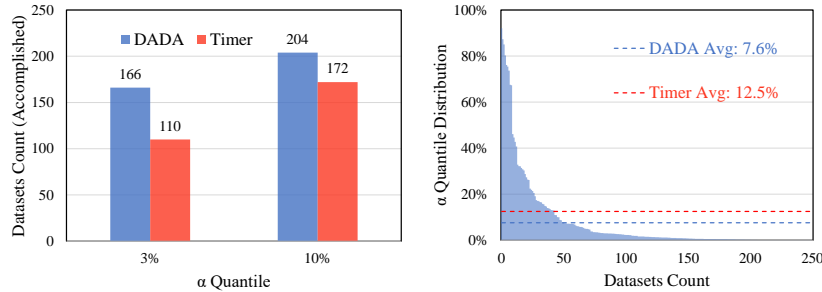 Datasets Count (Accomplished)
250
200
150
100
50
0
DADA Timer
166
110
204
172
3% 10%
α Quantile
α Quantile Distribution
100%
80%
60%
40%
20%
0%
DADA Avg: 7.6%
Timer Avg: 12.5%
0 50 100 150 200 250
Datasets Count